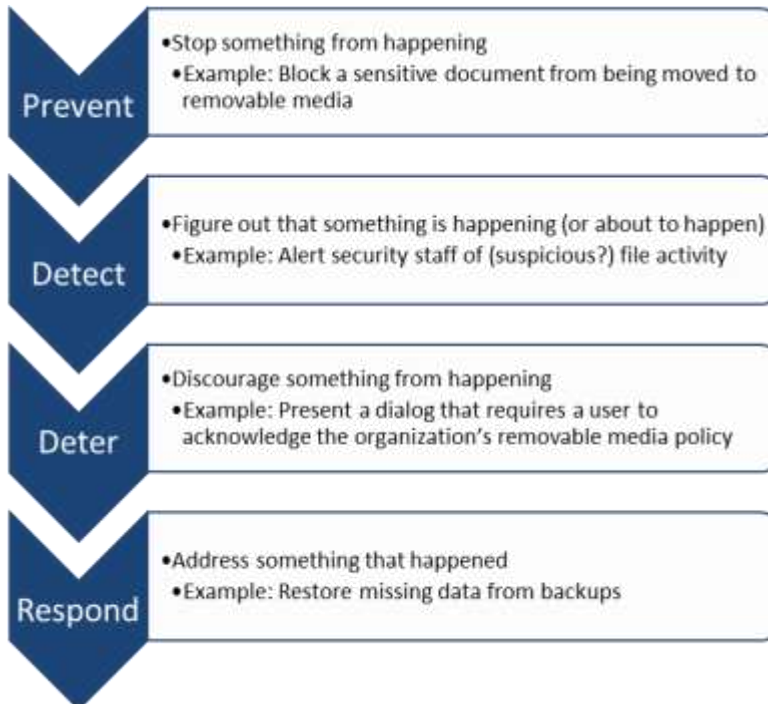 Prevent
•Stop something from happening
•Example: Block a sensitive document from being moved to
removable media
Detect
•Figure out that something is happening (or about to happen)
•Example: Alert security staff of (suspicious?) file activity
Deter
•Discourage something from happening
•Example: Present a dialog that requires a user to
acknowledge the organization’s removable media policy
Respond
•Address something that happened
•Example: Restore missing data from backups